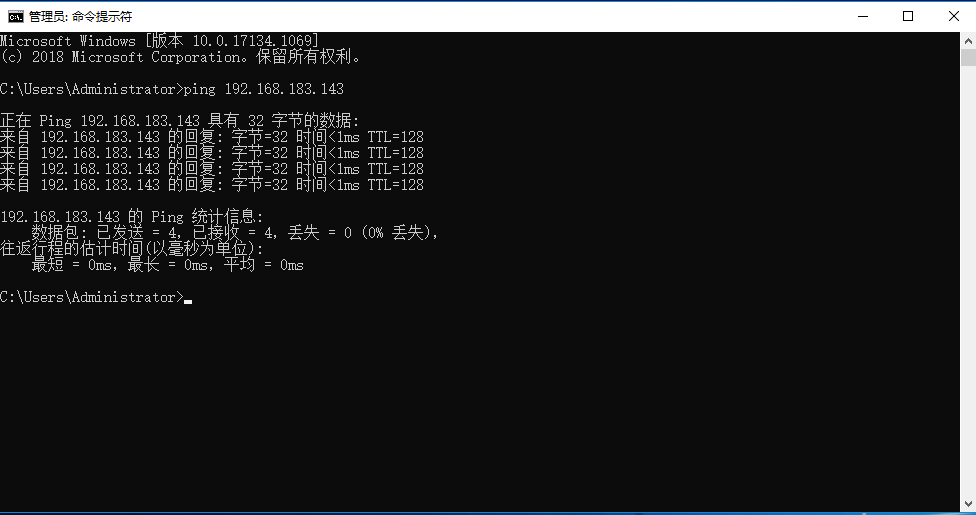 管理员: 命令提示符
Microsoft Windows [版本 10.0.17134.1069]
(c) 2018 Microsoft Corporation。保留所有权利。
C:\Users\Administrator>ping 192.168.183.143
正在 Ping 192.168.183.143 具有 32 字节的数据:
来自 192.168.183.143 的回复: 字节=32 时间<1ms TTL=128
来自 192.168.183.143 的回复: 字节=32 时间<1ms TTL=128
来自 192.168.183.143 的回复: 字节=32 时间<1ms TTL=128
来自 192.168.183.143 的回复: 字节=32 时间<1ms TTL=128
192.168.183.143 的 Ping 统计信息:
数据包: 已发送 = 4，已接收 = 4，丢失 = 0 (0% 丢失)，
往返行程的估计时间(以毫秒为单位):
最短 = 0ms，最长 = 0ms，平均 = 0ms
C:\Users\Administrator>